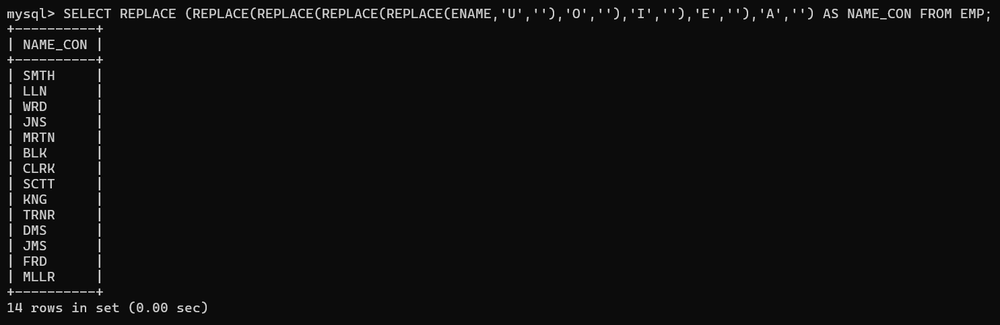 mysql> SELECT REPLACE (REPLACE(REPLACE(REPLACE(REPLACE(ENAME,'U',''),'O',''),'I',''),'E',''),'A','') AS NAME_CON FROM EMP;
+----------+
| NAME_CON |
+----------+
| SMTH     |
| LLN      |
| WRD      |
| JNS      |
| MRTN     |
| BLK      |
| CLRK     |
| SCTT     |
| KNG      |
| TRNR     |
| DMS      |
| JMS      |
| FRD      |
| MLLR     |
+----------+
14 rows in set (0.00 sec)